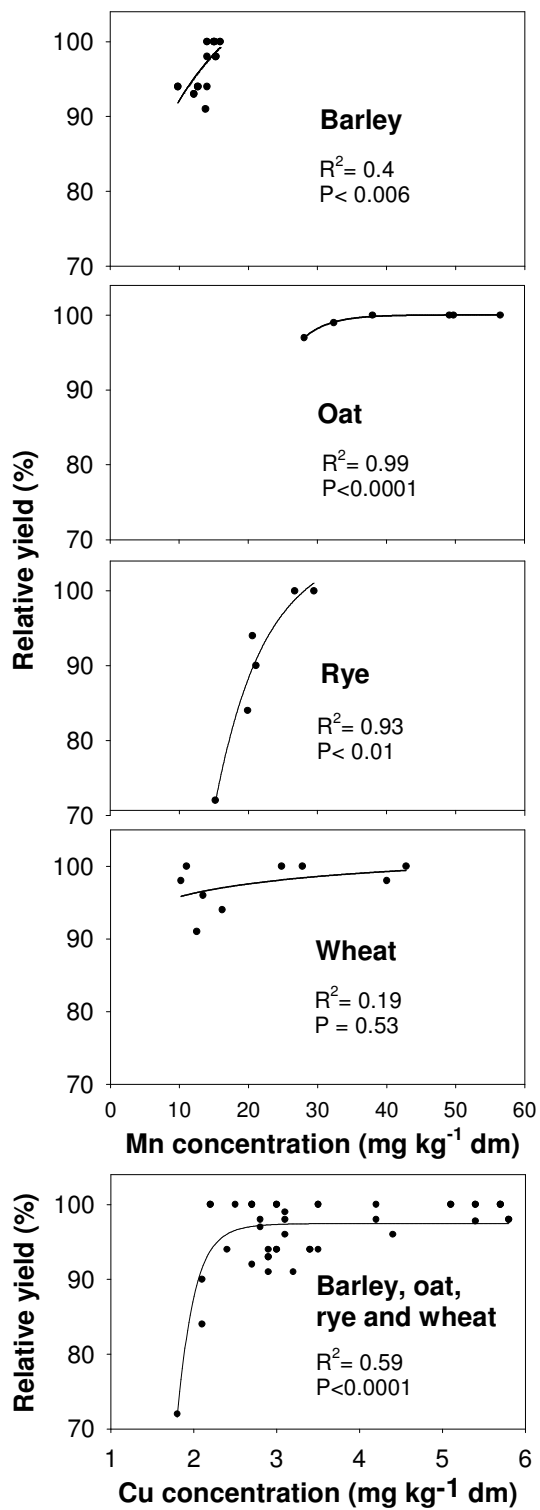 100
90
80
70
Barley
R²= 0.4
P< 0.006
100
90
80
70
Oat
R²= 0.99
P<0.0001
Relative yield (%)
100
90
80
70
Rye
R²= 0.93
P< 0.01
100
90
80
70
Wheat
R²= 0.19
P = 0.53
0 10 20 30 40 50 60
Mn concentration (mg kg⁻¹ dm)
Relative yield (%)
100
90
80
70
Barley, oat,
rye and wheat
R²= 0.59
P<0.0001
1 2 3 4 5 6
Cu concentration (mg kg⁻¹ dm)